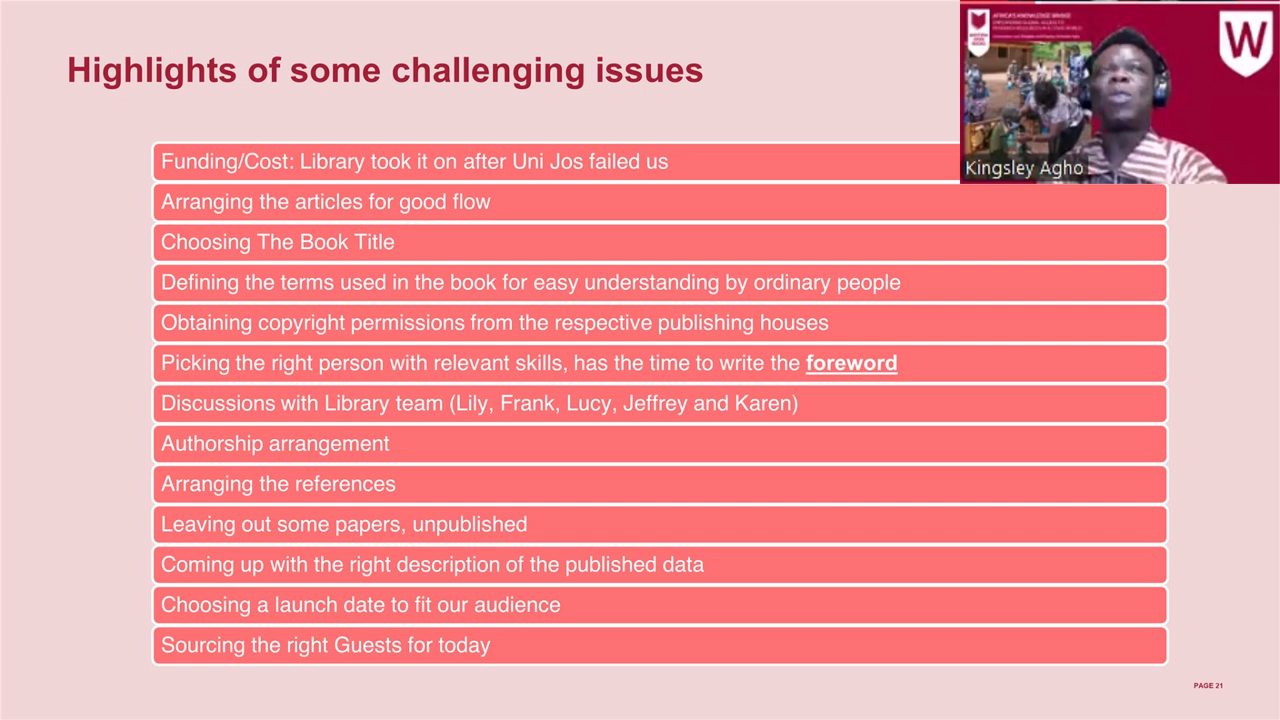 Highlights of some challenging issues
Funding/Cost: Library took it on after Uni Jos failed us
Arranging the articles for good flow
Choosing The Book Title
Defining the terms used in the book for easy understanding by ordinary people
Obtaining copyright permissions from the respective publishing houses
Picking the right person with relevant skills, has the time to write the foreword
Discussions with Library team (Lily, Frank, Lucy, Jeffrey and Karen)
Authorship arrangement
Arranging the references
Leaving out some papers, unpublished
Coming up with the right description of the published data
Choosing a launch date to fit our audience
Sourcing the right Guests for today
PAGE 21
AFRICA'S KNOWLEDGE BRIDGE
W
Kingsley Agho